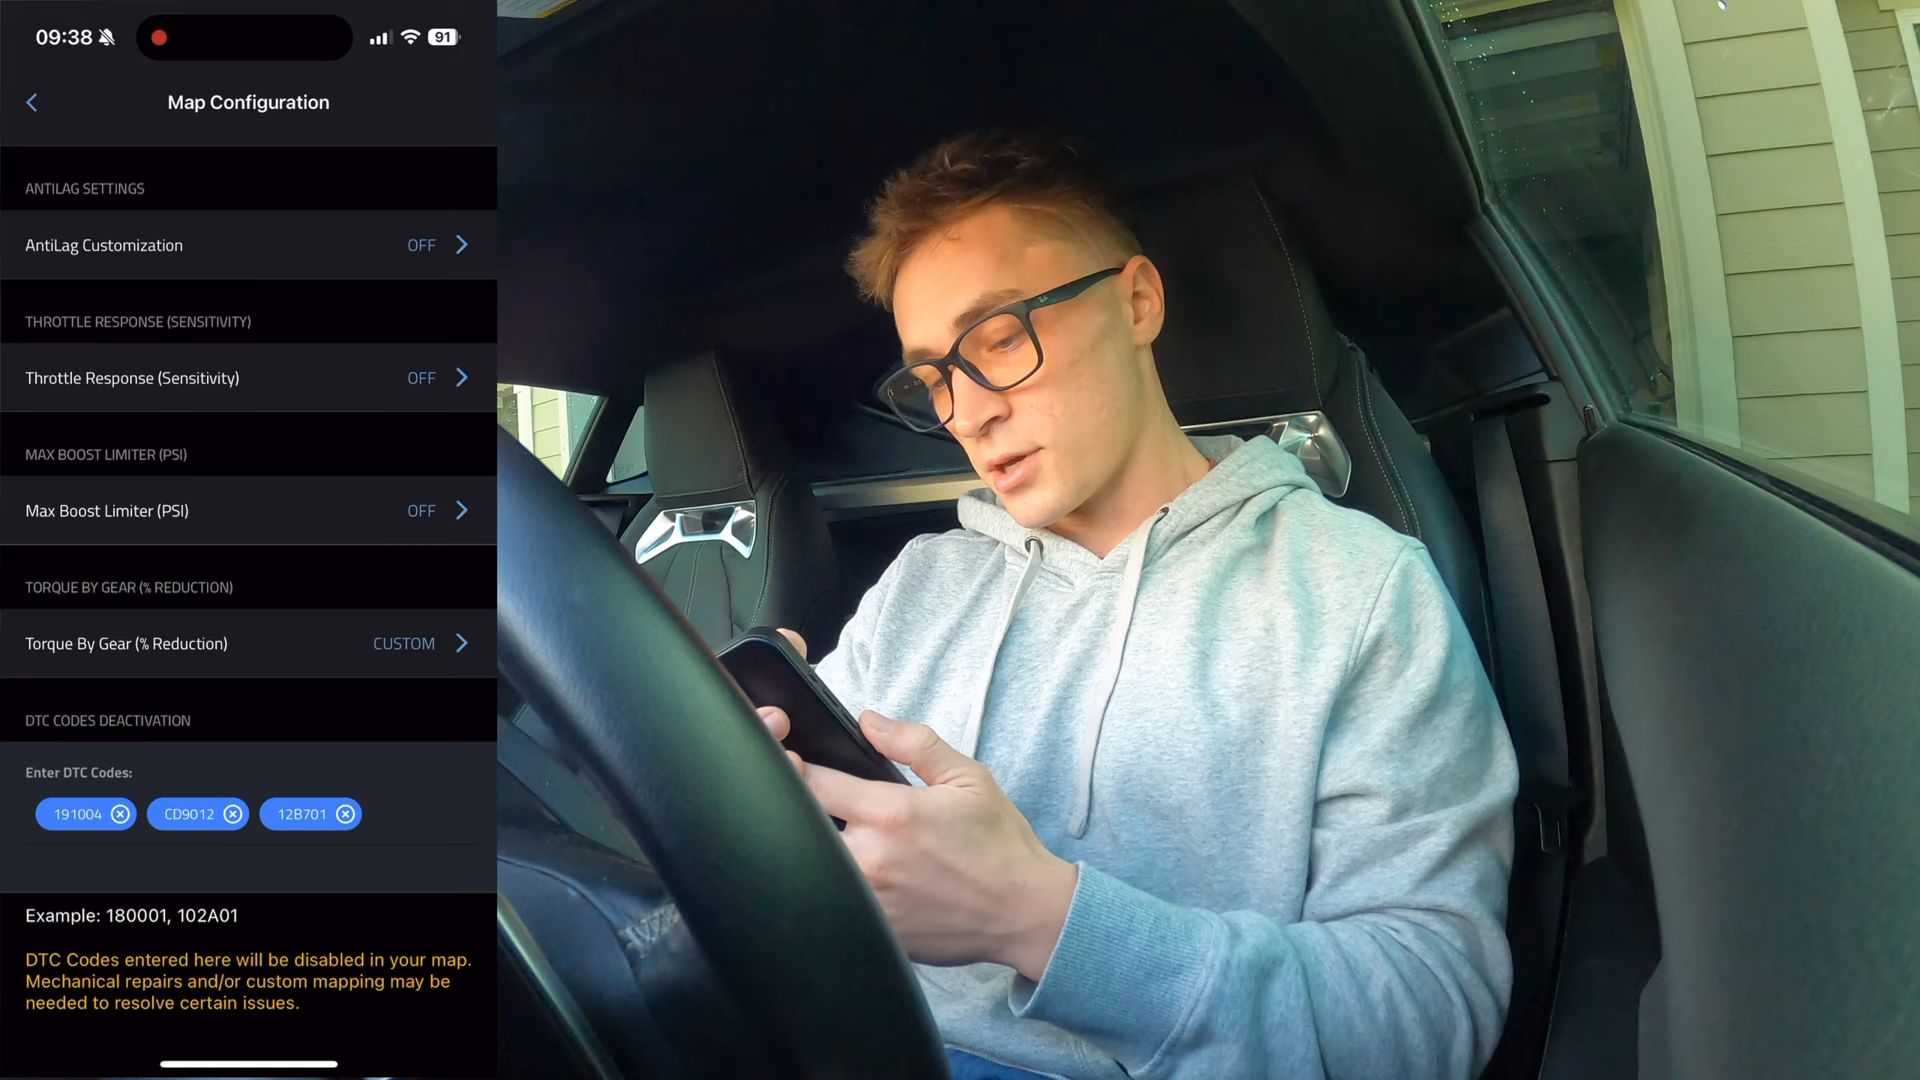 09:38
91
Map Configuration
ANTILAG SETTINGS
AntiLag Customization OFF
THROTTLE RESPONSE (SENSITIVITY)
Throttle Response (Sensitivity) OFF
MAX BOOST LIMITER (PSI)
Max Boost Limiter (PSI) OFF
TORQUE BY GEAR (% REDUCTION)
Torque By Gear (% Reduction) CUSTOM
DTC CODES DEACTIVATION
Enter DTC Codes:
191004 CD9012 12B701
Example: 180001, 102A01
DTC Codes entered here will be disabled in your map.
Mechanical repairs and/or custom mapping may be
needed to resolve certain issues.